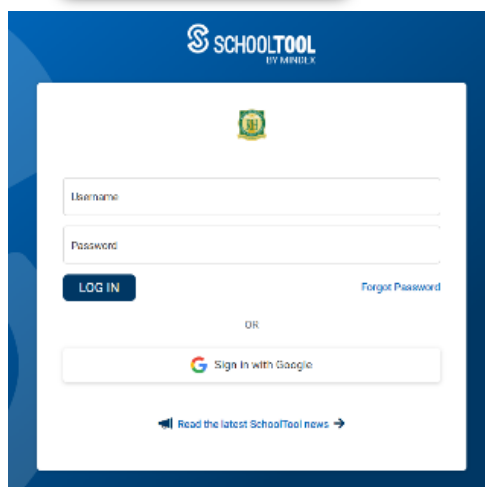 SCHOOLTOOL
BY MINDEX
Username
Password
LOG IN
Forgot Password
OR
Sign in with Google
Read the latest SchoolTool news →